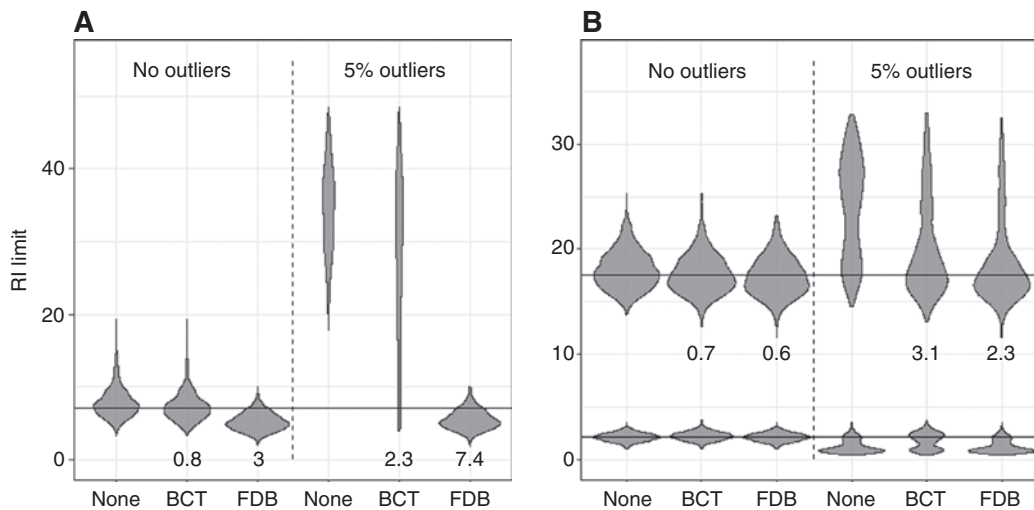 A
No outliers
5% outliers
RI limit
40
20
0
0.8
3
2.3
7.4
None
BCT
FDB
None
BCT
FDB
B
No outliers
5% outliers
30
20
10
0
0.7
0.6
3.1
2.3
None
BCT
FDB
None
BCT
FDB